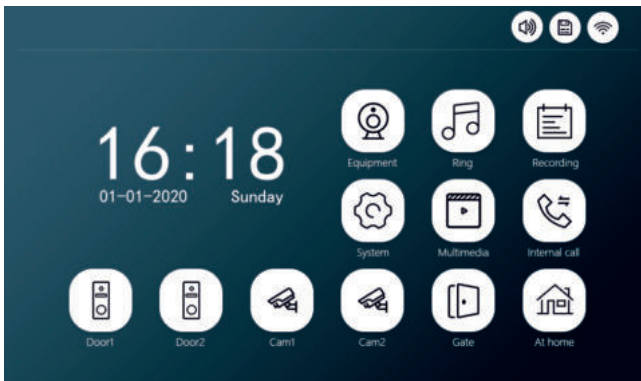 16:18
01-01-2020 Sunday
Equipment Ring Recording
System Multimedia Internal call
Door1 Door2 Cam1 Cam2 Gate At home